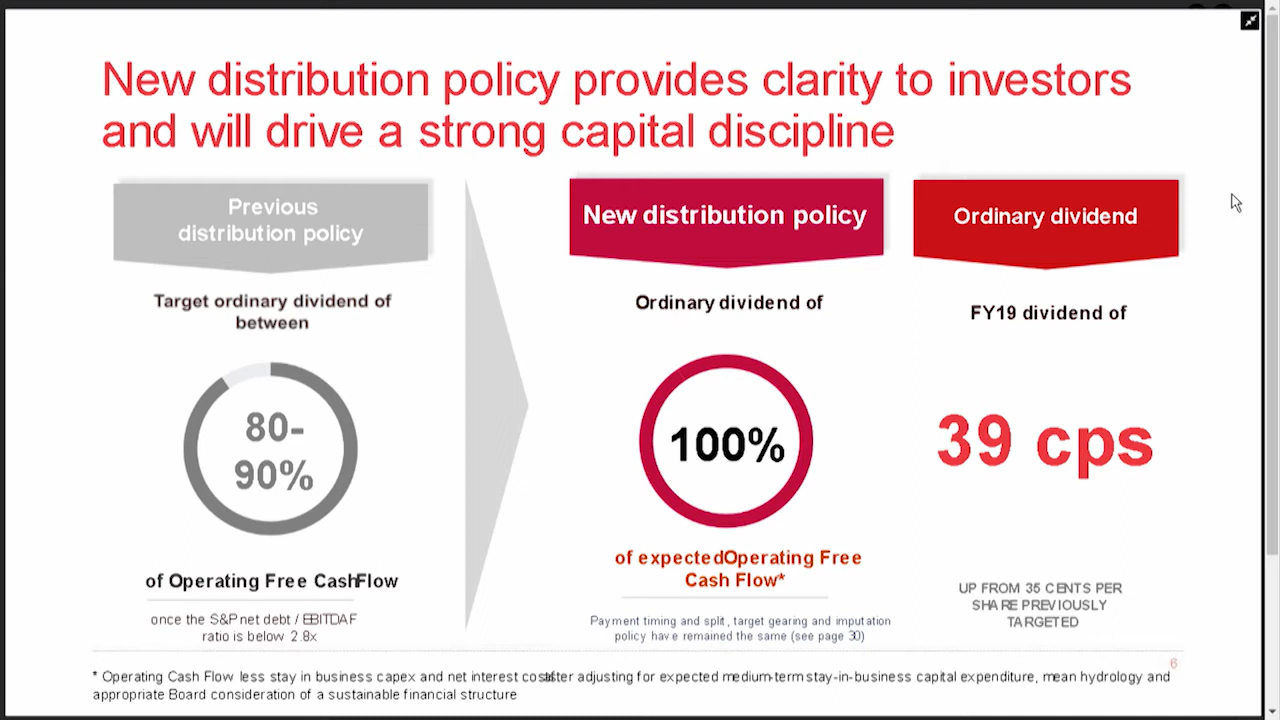 New distribution policy provides clarity to investors
and will drive a strong capital discipline
Previous
distribution policy
Target ordinary dividend of
between
80-
90%
of Operating Free CashFlow
once the S&P net debt / EBITDAF
ratio is below 2.8x
New distribution policy
Ordinary dividend of
100%
of expectedOperating Free
Cash Flow*
Payment timing and split, target gearing and imputation
policy have remained the same (see page 30)
Ordinary dividend
FY19 dividend of
39 cps
UP FROM 35 CENTS PER
SHARE PREVIOUSLY
TARGETED
6
* Operating Cash Flow less stay in business capex and net interest costs after adjusting for expected medium-term stay-in-business capital expenditure, mean hydrology and
appropriate Board consideration of a sustainable financial structure